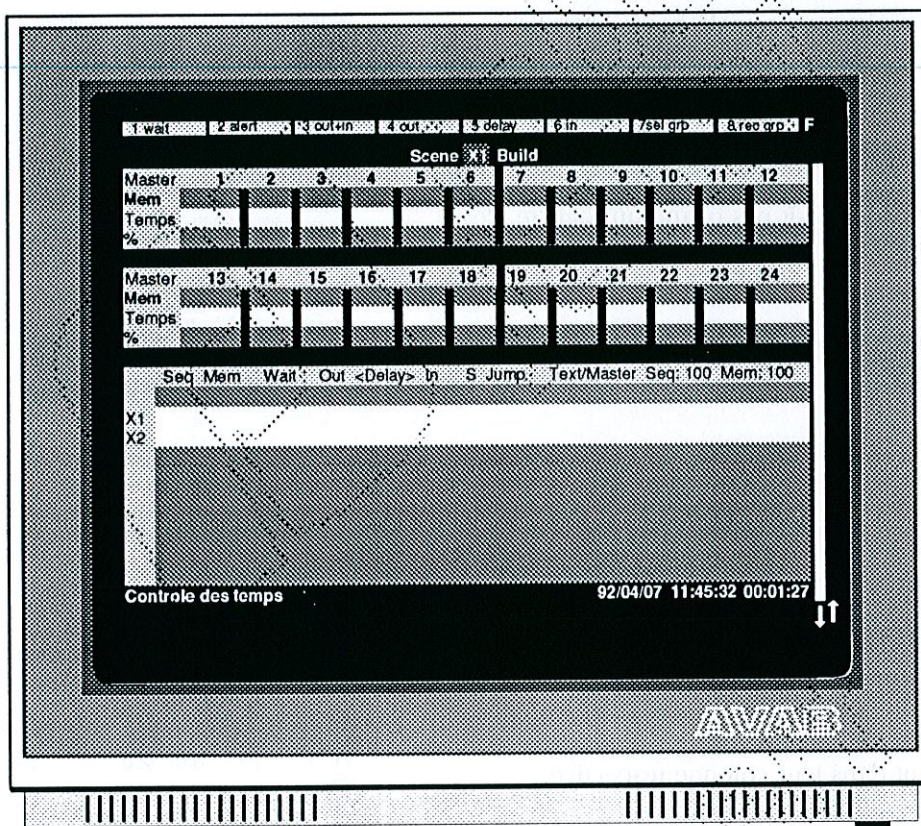 1 wait 2 alert 3 out+in 4 out 5 delay 6 in 7sel grp 8 rec grp F
Scene X1 Build
Master 1 2 3 4 5 6 7 8 9 10 11 12
Mem
Temps
%
Master 13 14 15 16 17 18 19 20 21 22 23 24
Mem
Temps
%
Seq Mem Wait Out <Delay> In S Jump Text/Master Seq: 100 Mem: 100
X1
X2
Controle des temps 92/04/07 11:45:32 00:01:27
AVAB